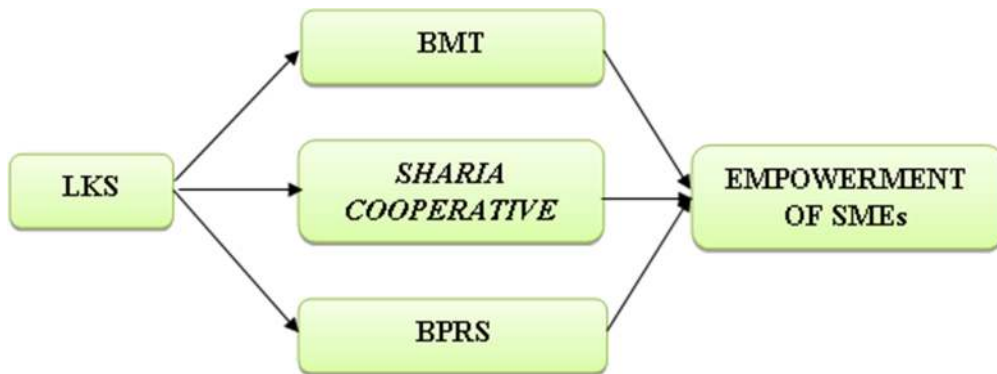 BMT
LKS
SHARIA
COOPERATIVE
EMPOWERMENT
OF SMEs
BPRS